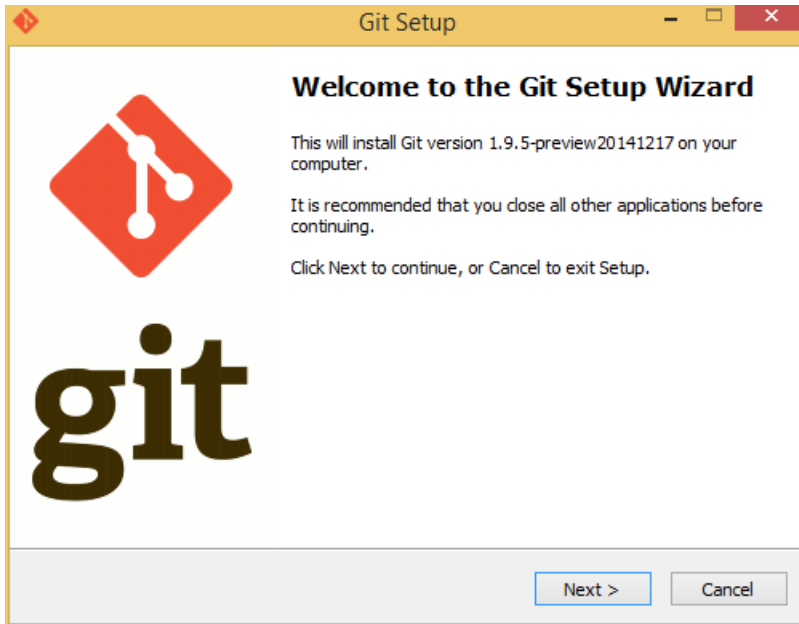 Git Setup
Welcome to the Git Setup Wizard
This will install Git version 1.9.5-preview20141217 on your
computer.
It is recommended that you close all other applications before
continuing.
Click Next to continue, or Cancel to exit Setup.
git
Next >
Cancel